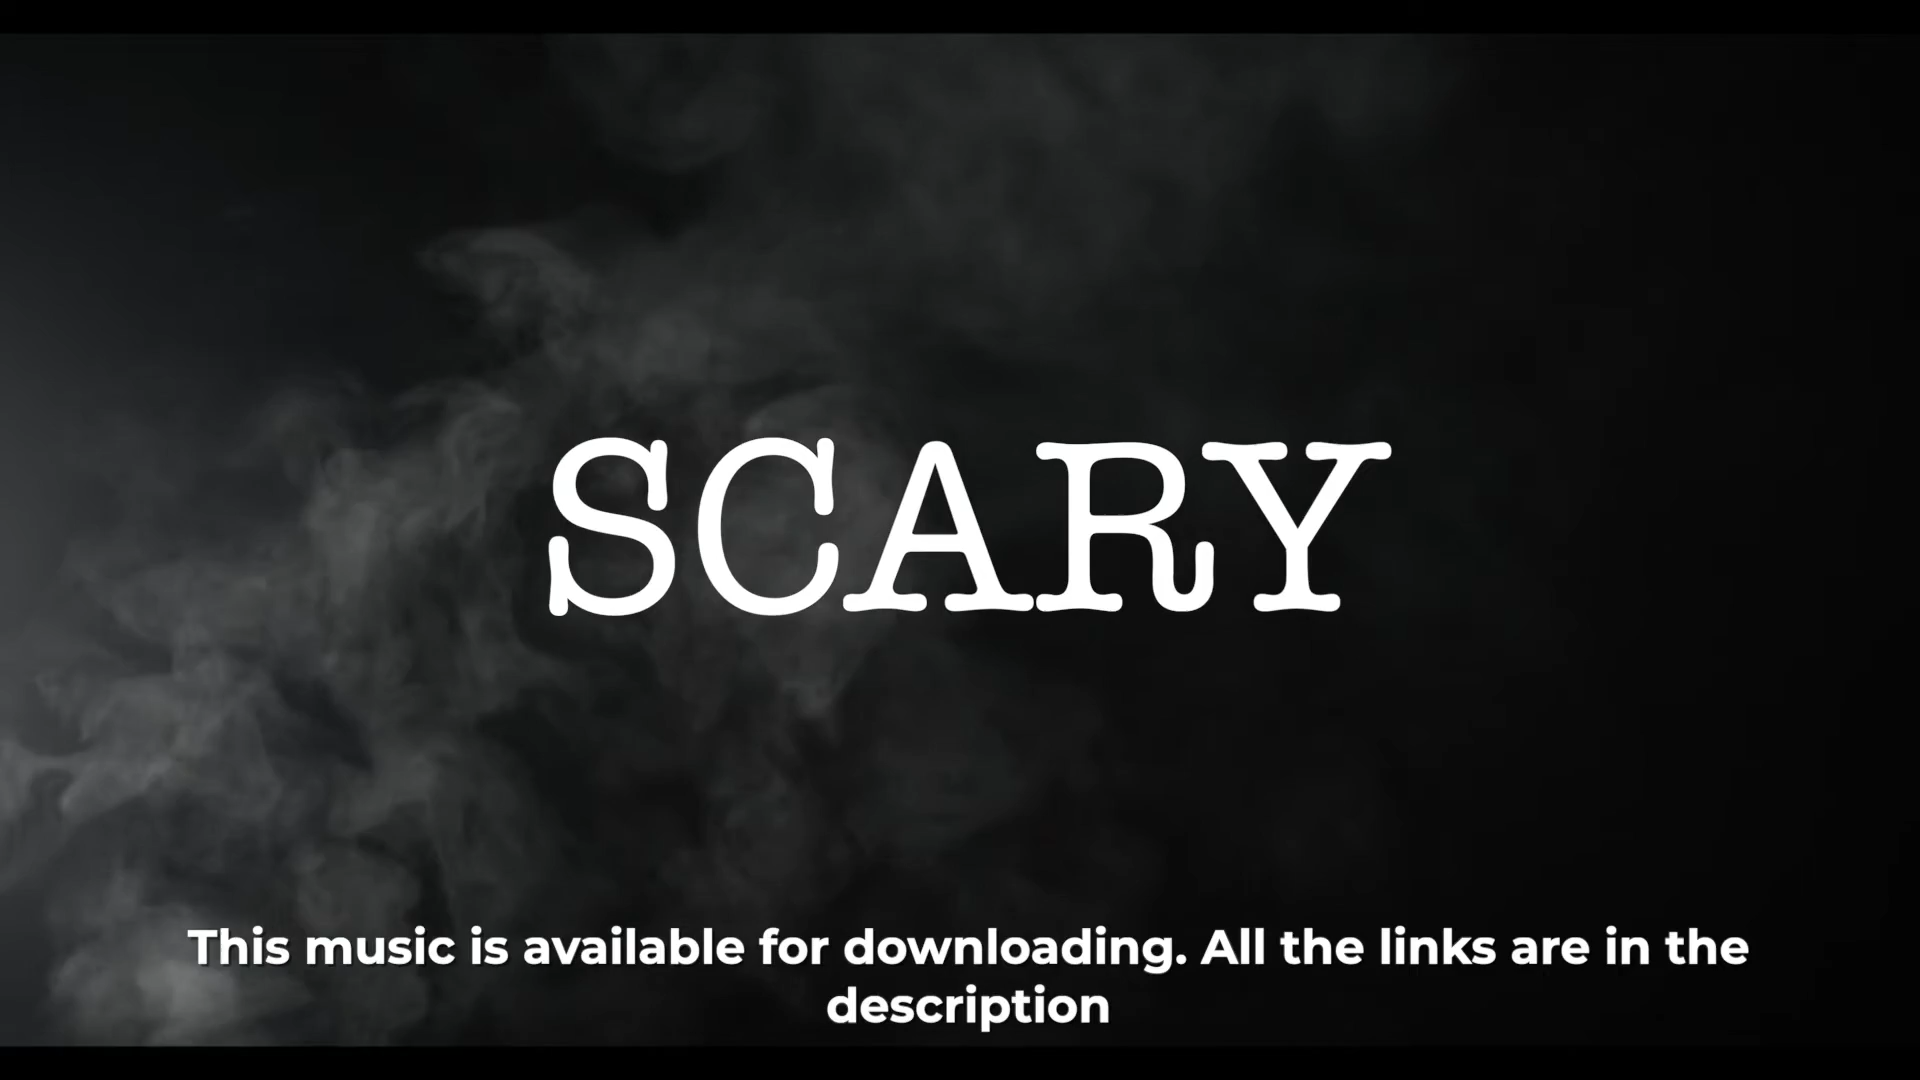 SCARY
This music is available for downloading. All the links are in the
description